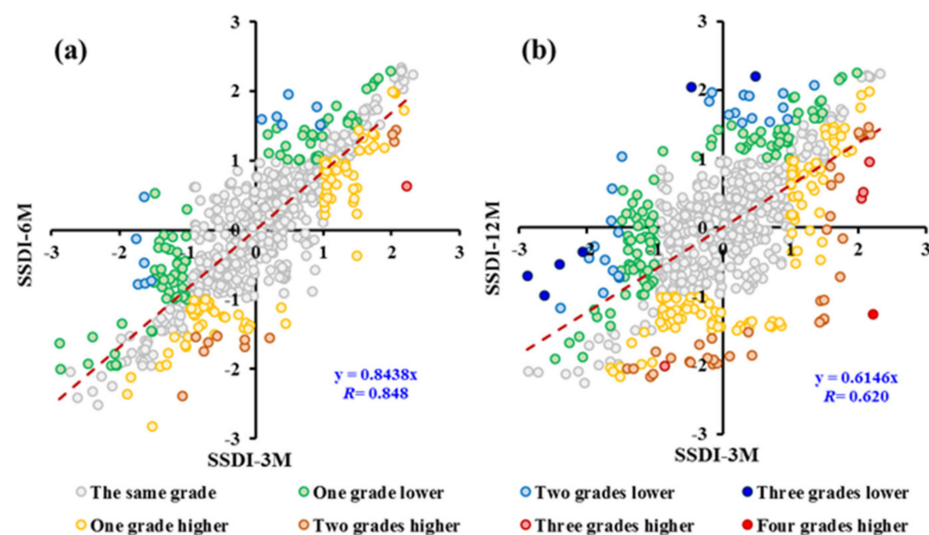 (a)
(b)
3
2
1
0
-1
-2
-3
-3 -2 -1 0 1 2 3
SSDI-6M
SSDI-3M
y = 0.8438x
R= 0.848
3
2
1
0
-1
-2
-3
-3 -2 -1 0 1 2 3
SSDI-12M
SSDI-3M
y = 0.6146x
R= 0.620
The same grade
One grade lower
Two grades lower
Three grades lower
One grade higher
Two grades higher
Three grades higher
Four grades higher